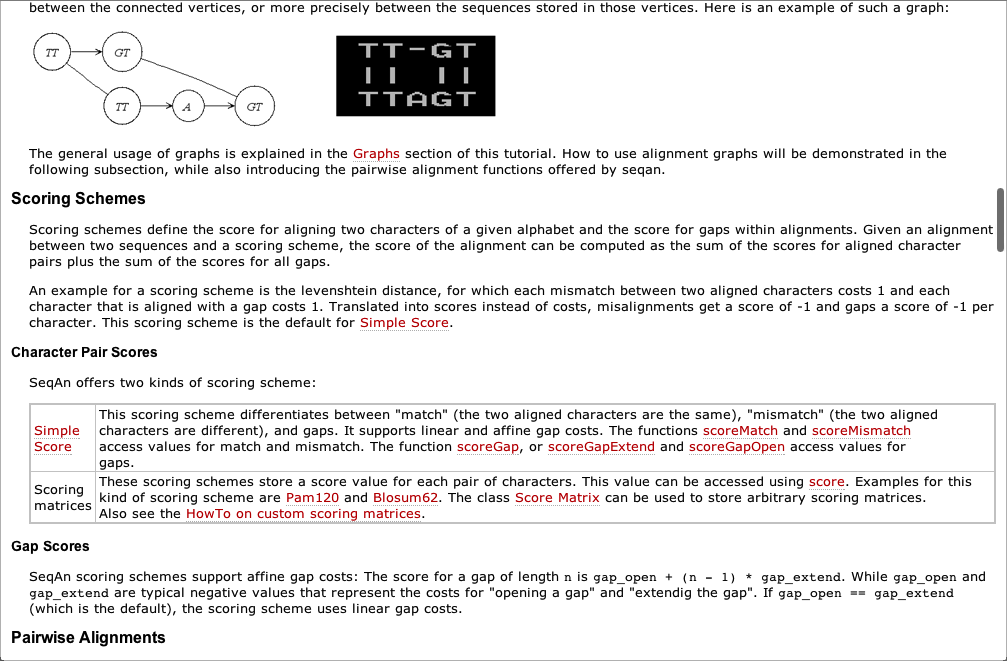 between the connected vertices, or more precisely between the sequences stored in those vertices. Here is an example of such a graph:
TT GT
TT A GT
TT-GT
|| ||
TTAGT
The general usage of graphs is explained in the Graphs section of this tutorial. How to use alignment graphs will be demonstrated in the
following subsection, while also introducing the pairwise alignment functions offered by seqan.
Scoring Schemes
Scoring schemes define the score for aligning two characters of a given alphabet and the score for gaps within alignments. Given an alignment
between two sequences and a scoring scheme, the score of the alignment can be computed as the sum of the scores for aligned character
pairs plus the sum of the scores for all gaps.
An example for a scoring scheme is the levenshtein distance, for which each mismatch between two aligned characters costs 1 and each
character that is aligned with a gap costs 1. Translated into scores instead of costs, misalignments get a score of -1 and gaps a score of -1 per
character. This scoring scheme is the default for Simple Score.
Character Pair Scores
SeqAn offers two kinds of scoring scheme:
Simple
Score
This scoring scheme differentiates between "match" (the two aligned characters are the same), "mismatch" (the two aligned
characters are different), and gaps. It supports linear and affine gap costs. The functions scoreMatch and scoreMismatch
access values for match and mismatch. The function scoreGap, or scoreGapExtend and scoreGapOpen access values for
gaps.
Scoring
matrices
These scoring schemes store a score value for each pair of characters. This value can be accessed using score. Examples for this
kind of scoring scheme are Pam120 and Blosum62. The class Score Matrix can be used to store arbitrary scoring matrices.
Also see the HowTo on custom scoring matrices.
Gap Scores
SeqAn scoring schemes support affine gap costs: The score for a gap of length n is gap_open + (n - 1) * gap_extend. While gap_open and
gap_extend are typical negative values that represent the costs for "opening a gap" and "extendig the gap". If gap_open == gap_extend
(which is the default), the scoring scheme uses linear gap costs.
Pairwise Alignments